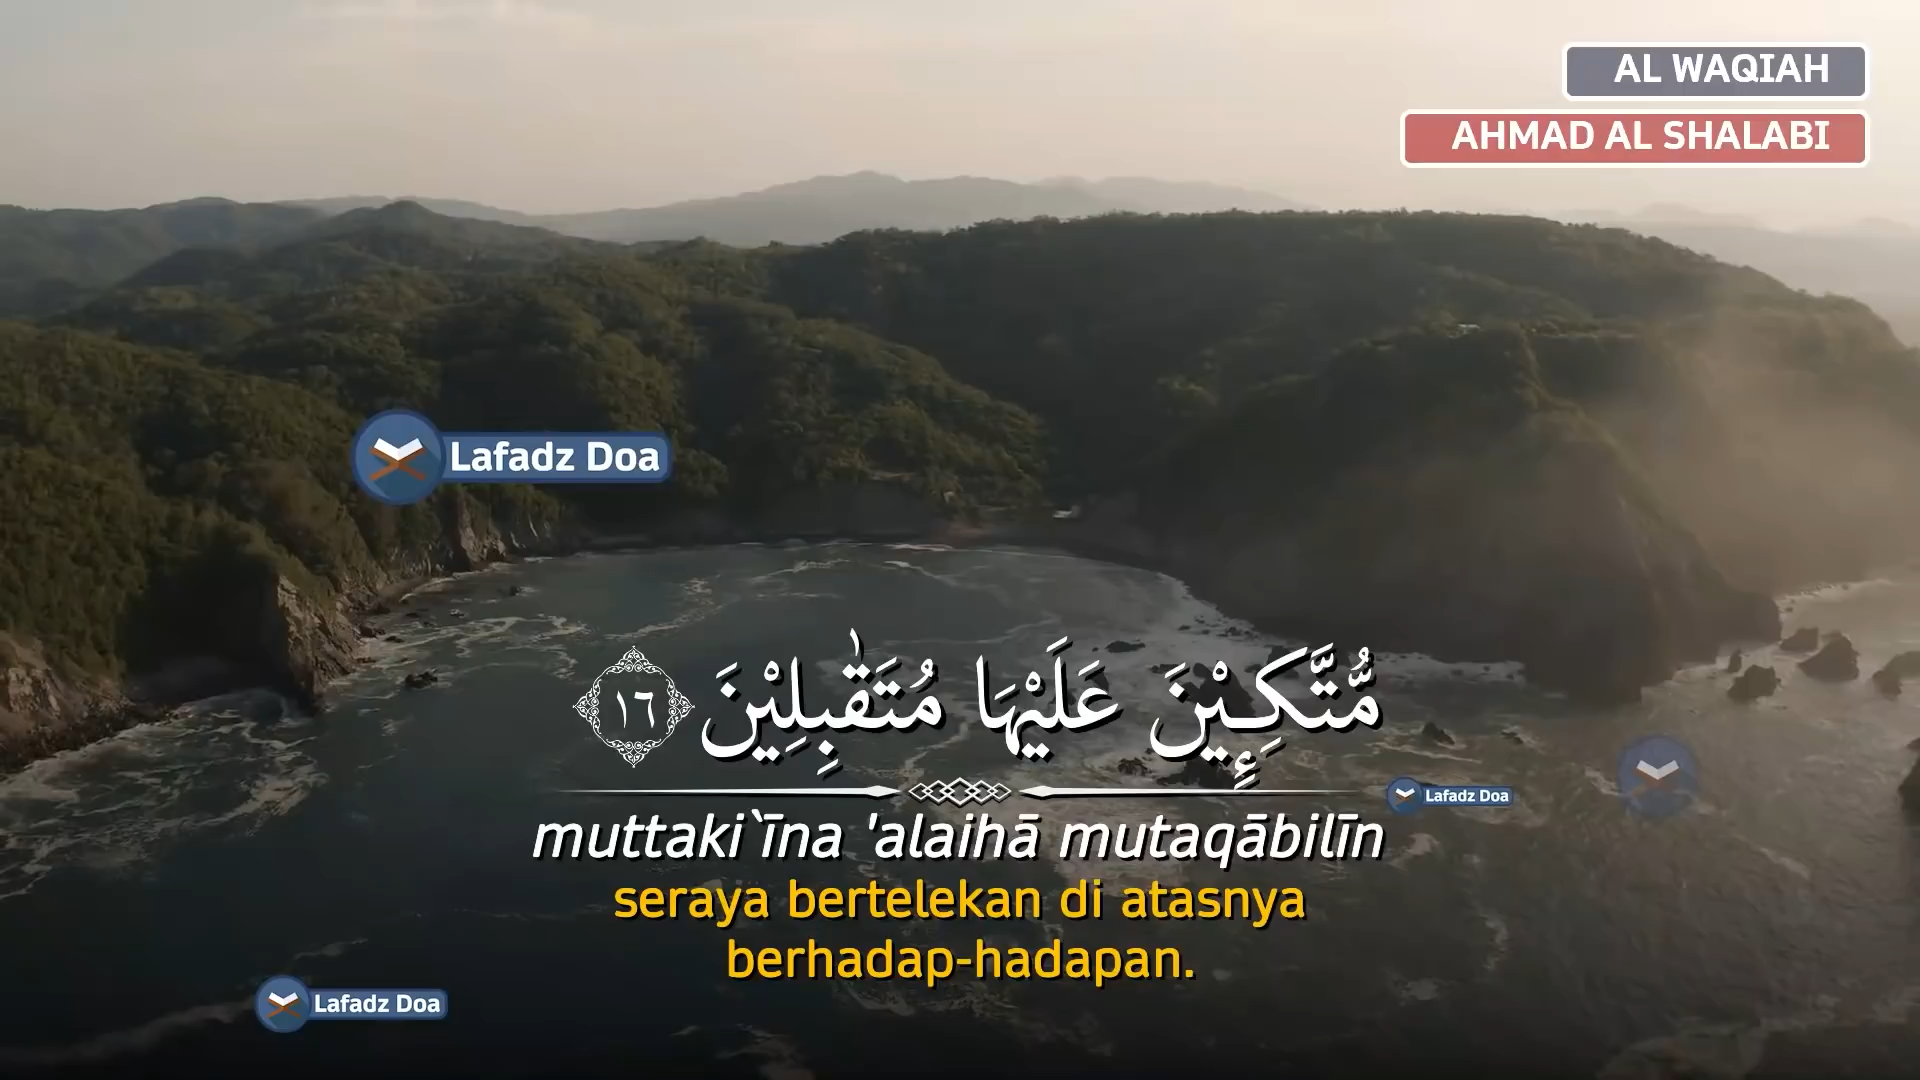 AL WAQIAH
AHMAD AL SHALABI
Lafadz Doa
مُّتَّكِـِٕيْنَ عَلَيْهَا مُتَقٰبِلِيْنَ ١٦
Lafadz Doa
muttaki`īna 'alaihā mutaqābilīn
seraya bertelekan di atasnya
berhadap-hadapan.
Lafadz Doa